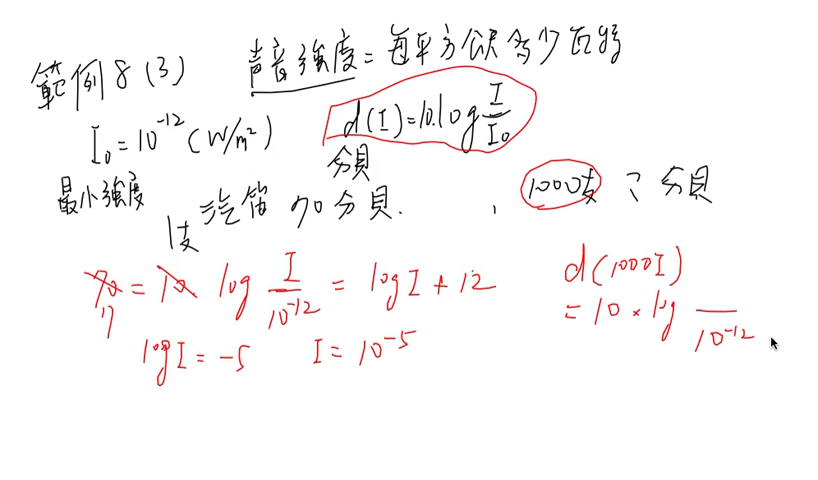 範例8(3) 声音強度=每平方公尺多少瓦特
I₀=10⁻¹²(W/m²) d(I)=10.log I/I₀
最小強度 分貝
1支汽笛70分貝. , 1000支?分貝
70=10 log I/10⁻¹² = log I + 12 d(1000I)
7 = 10×log /10⁻¹²
log I = -5 I = 10⁻⁵